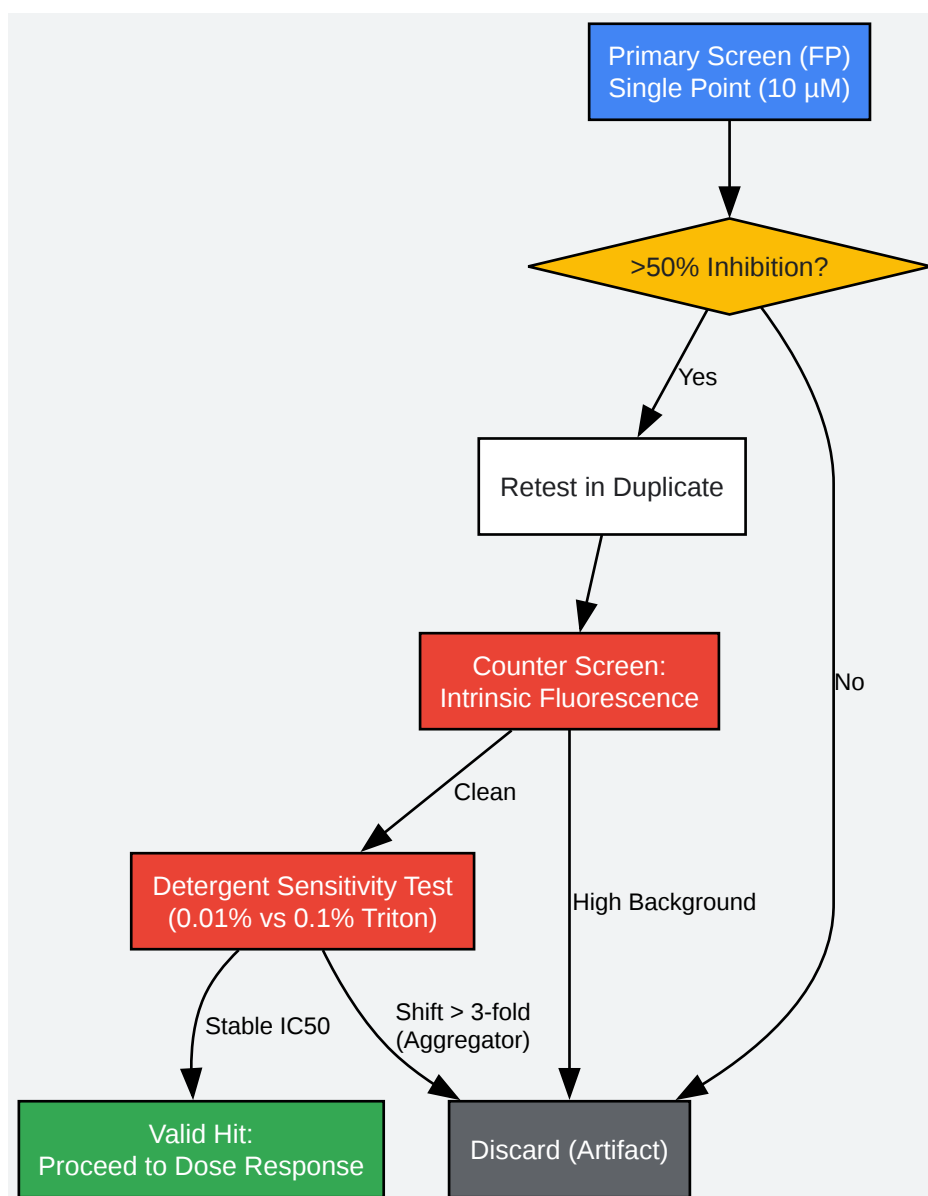 Primary Screen (FP)
Single Point (10 µM)
>50% Inhibition?
Yes
Retest in Duplicate
Counter Screen:
Intrinsic Fluorescence
No
Clean
Detergent Sensitivity Test
(0.01% vs 0.1% Triton)
High Background
Stable IC50
Shift > 3-fold
(Aggregator)
Valid Hit:
Proceed to Dose Response
Discard (Artifact)